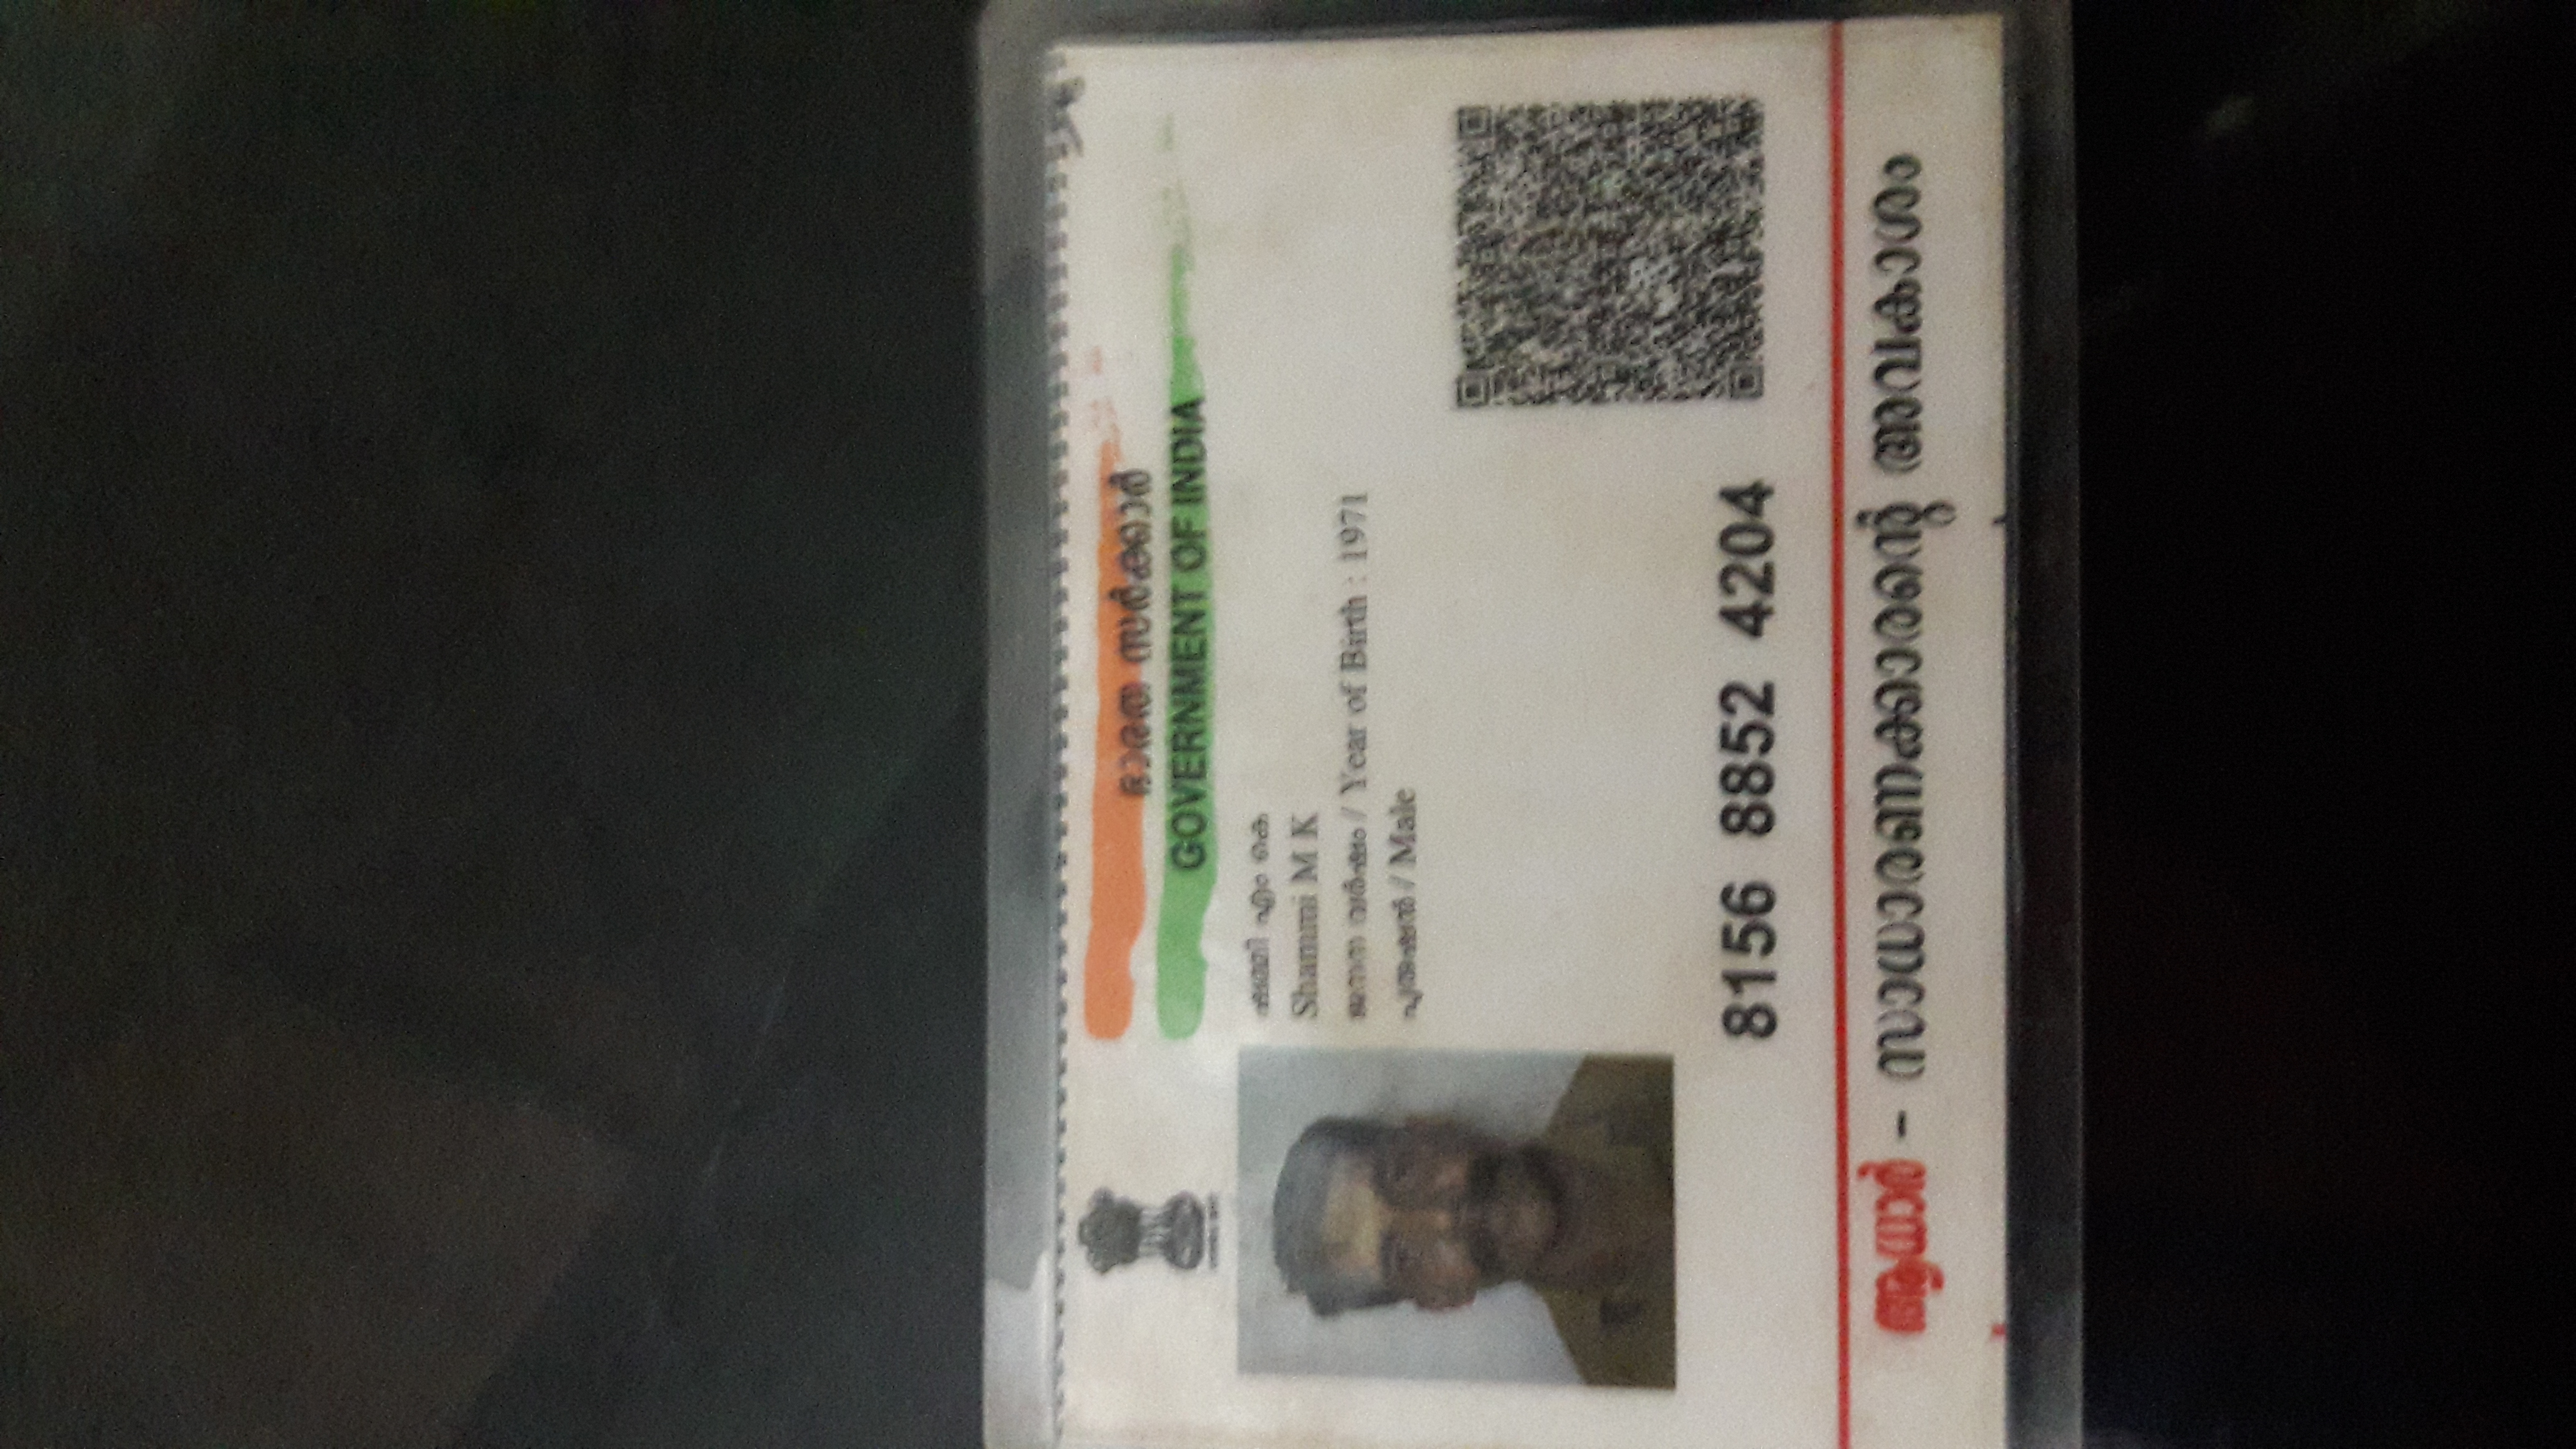 ഭാരത സർക്കാർ
GOVERNMENT OF INDIA
ഷമ്മി എം കെ
Shammi M K
ജനന വർഷം / Year of Birth : 1971
പുരുഷൻ / Male
8156 8852 4204
ആധാർ - സാധാരണക്കാരന്റെ അവകാശം